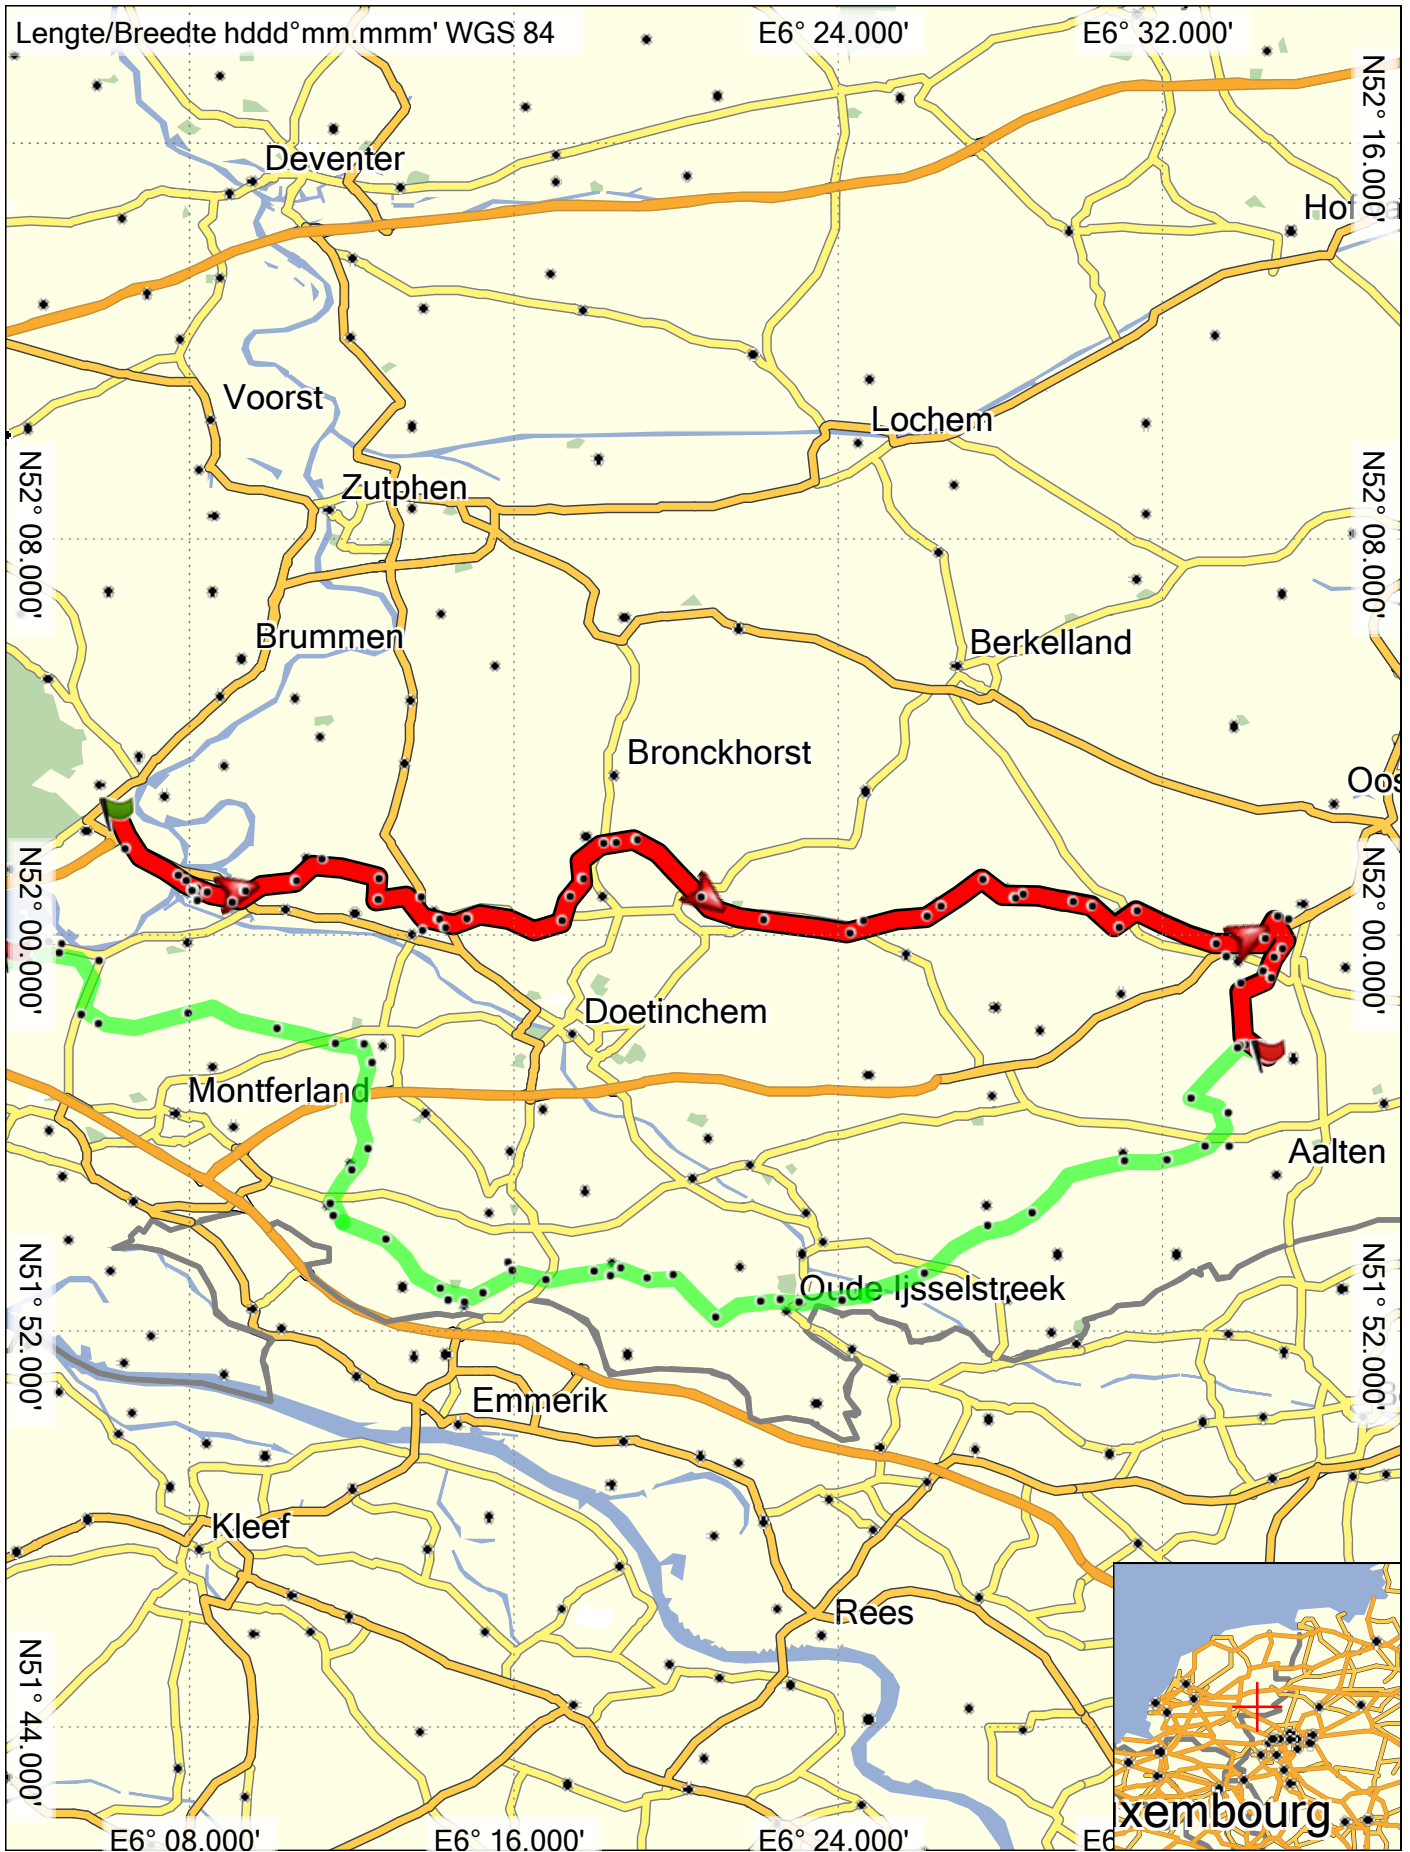 Lengte/Breedte hddd°mm.mmm' WGS 84
E6° 24.000'
E6° 32.000'
N52° 16.000'
Deventer
Hof
Voorst
Lochem
N52° 08.000'
N52° 08.000'
Zutphen
Brummen
Berkelland
Bronckhorst
Oos
N52° 00.000'
N52° 00.000'
Doetinchem
Montferland
Aalten
N51° 52.000'
N51° 52.000'
Oude Ijsselstreek
Emmerik
Kleef
Rees
N51° 44.000'
xembourg
E6° 08.000'
E6° 16.000'
E6° 24.000'
E6